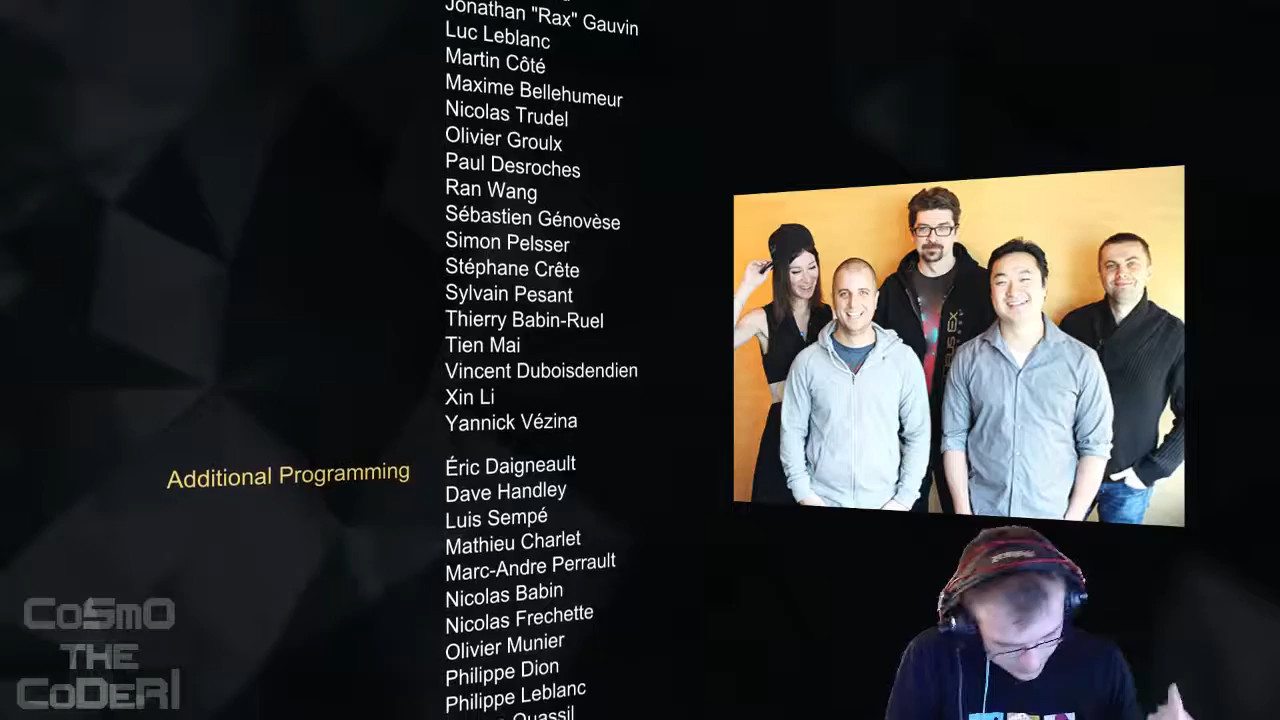 Jonathan "Rax" Gauvin
Luc Leblanc
Martin Côté
Maxime Bellehumeur
Nicolas Trudel
Olivier Groulx
Paul Desroches
Ran Wang
Sébastien Génovèse
Simon Pelsser
Stéphane Crête
Sylvain Pesant
Thierry Babin-Ruel
Tien Mai
Vincent Duboisdendien
Xin Li
Yannick Vézina
Additional Programming
Éric Daigneault
Dave Handley
Luis Sempé
Mathieu Charlet
Marc-Andre Perrault
Nicolas Babin
Nicolas Frechette
Olivier Munier
Philippe Dion
Philippe Leblanc
DEUS EX
CoSmO
THE
CoDER!